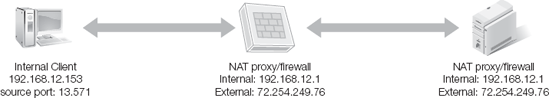 Internal Client
192.168.12.153
source port: 13.571
NAT proxy/firewall
Internal: 192.168.12.1
External: 72.254.249.76
NAT proxy/firewall
Internal: 192.168.12.1
External: 72.254.249.76